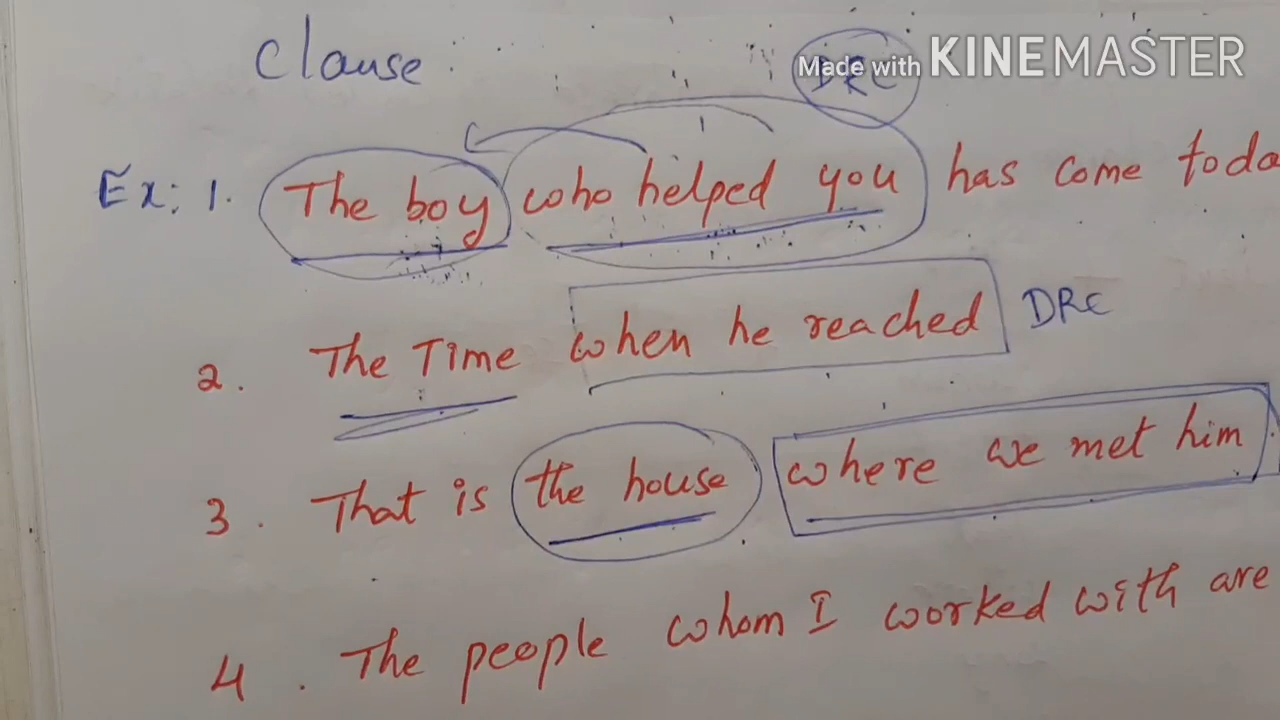 Clause
DRC
Made with KINEMASTER
Ex: 1. The boy who helped you has come toda
2. The Time when he reached DRC
3. That is the house where we met him
4. The people whom I worked with are